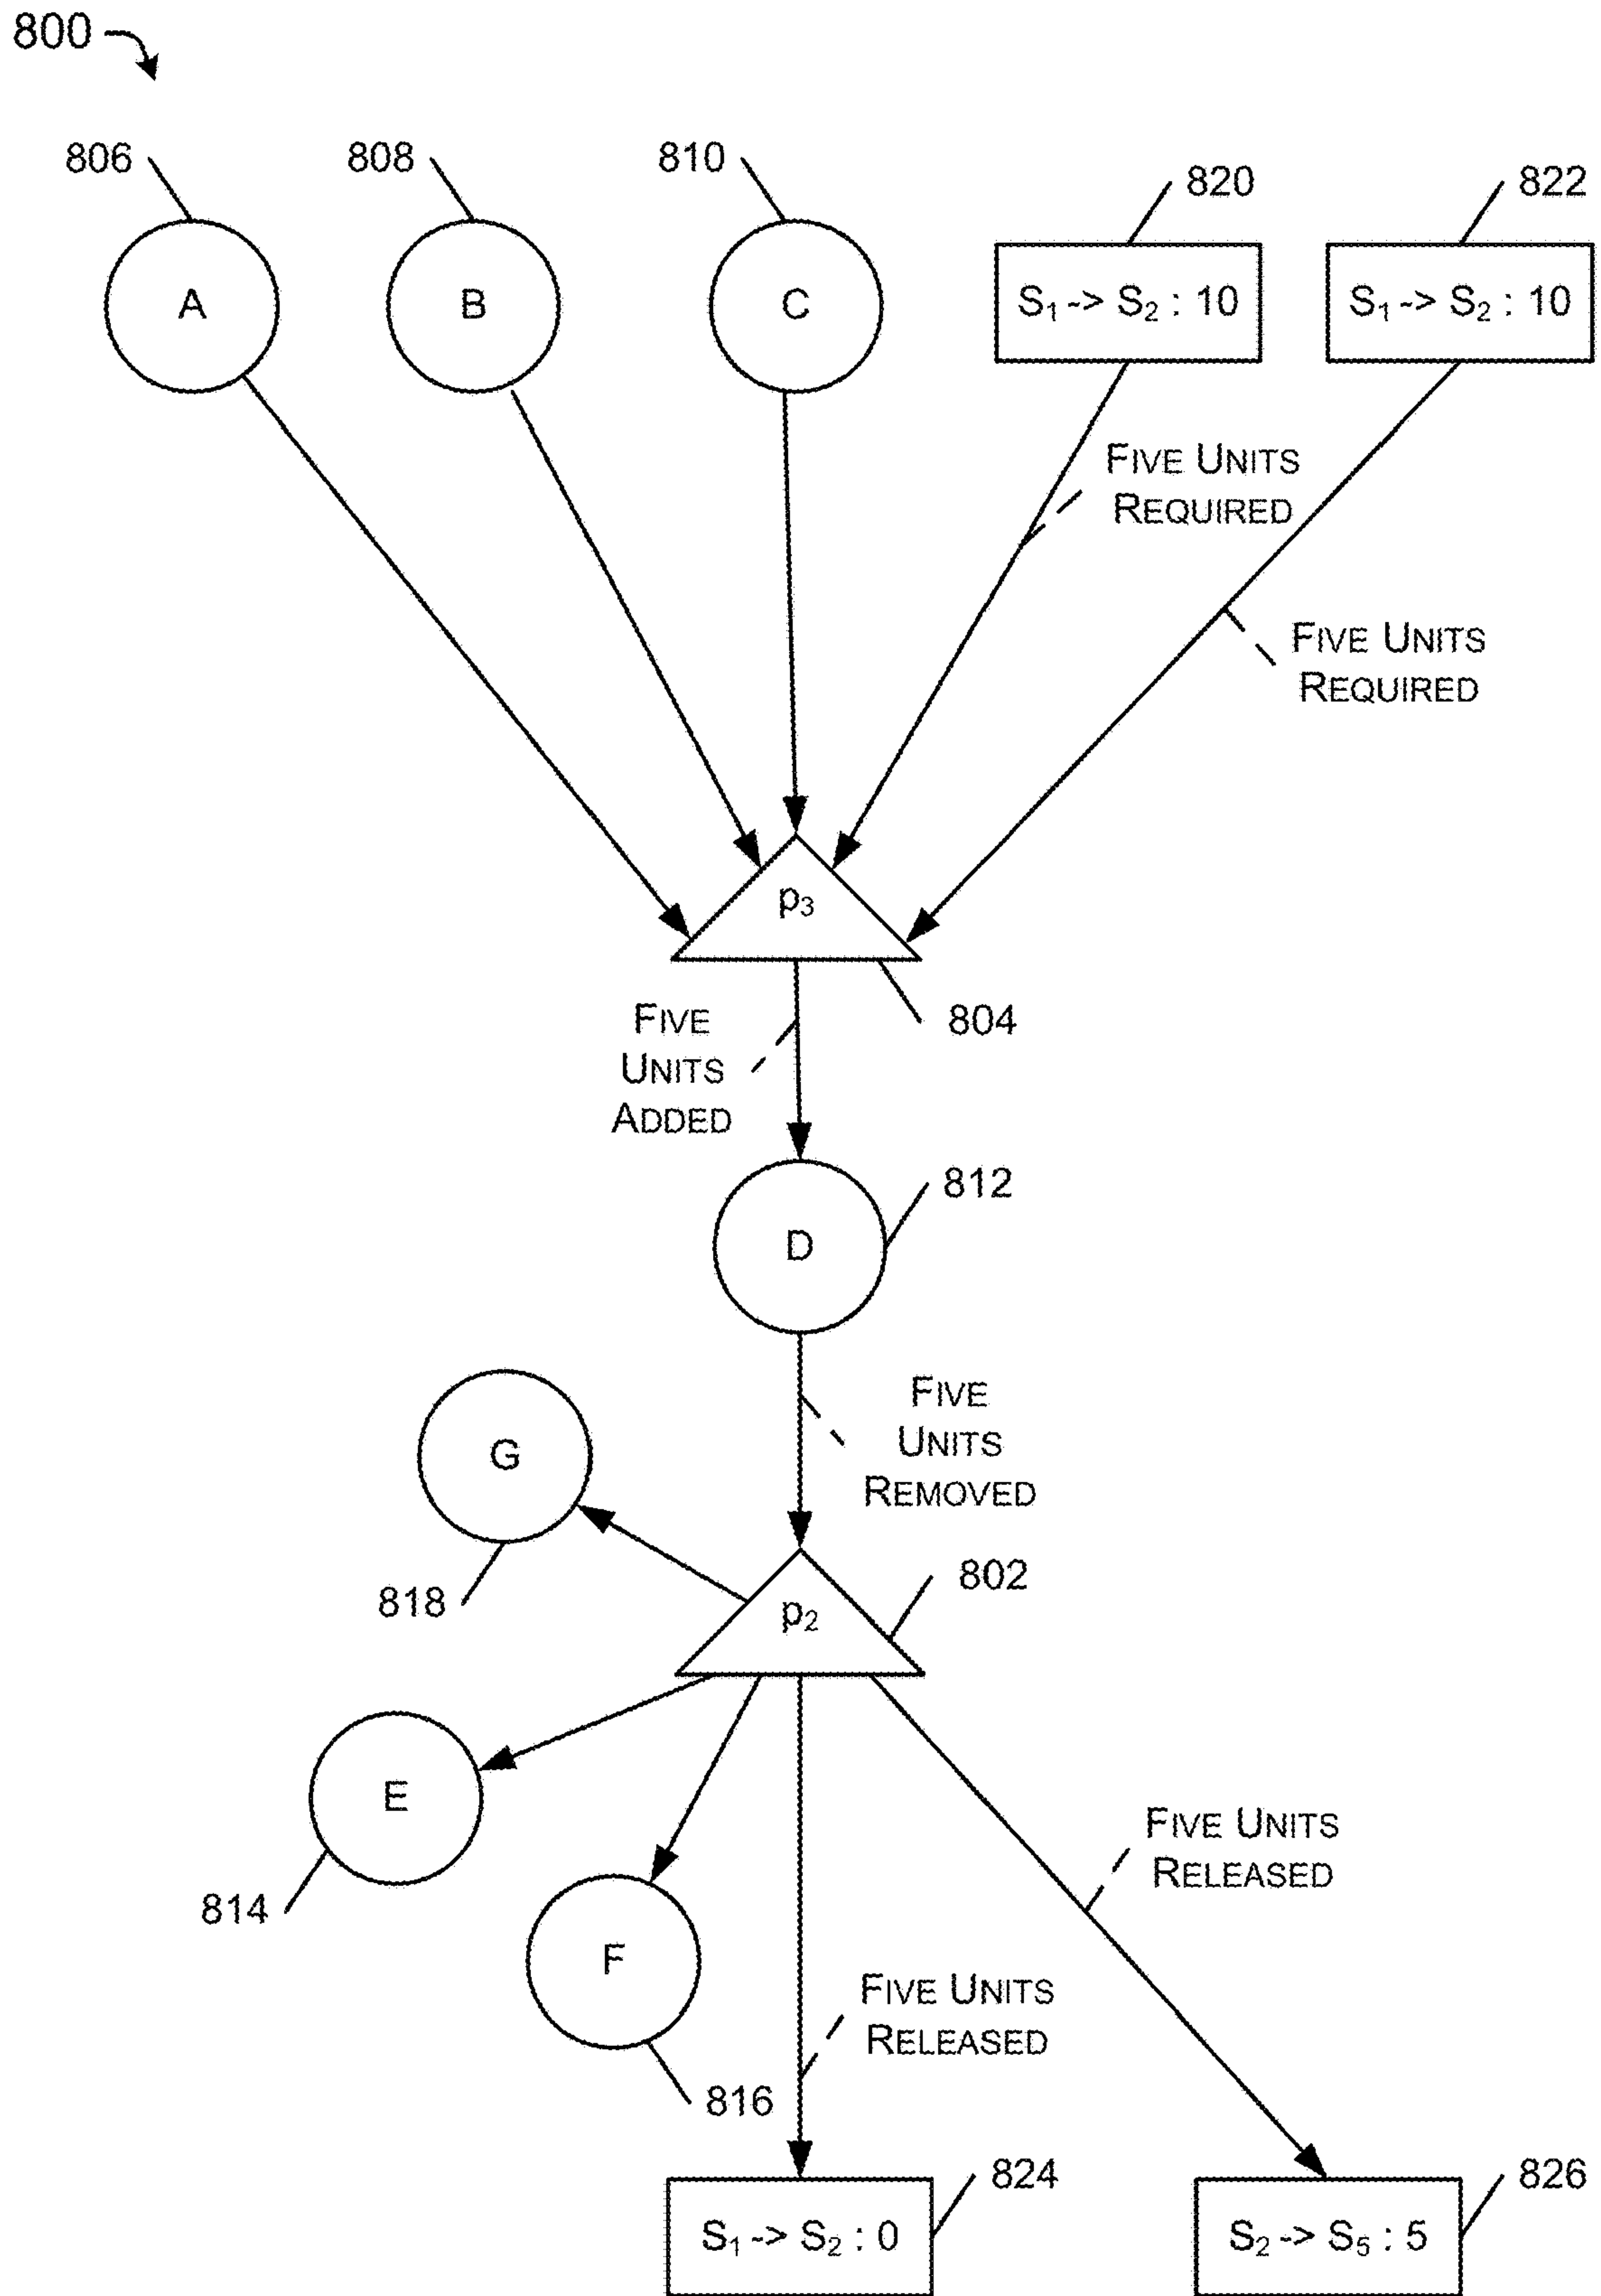 800
806
808
810
820
822
A
B
C
S₁ -> S₂ : 10
S₁ -> S₂ : 10
FIVE UNITS
REQUIRED
FIVE UNITS
REQUIRED
p₃
804
FIVE
UNITS
ADDED
812
D
FIVE
UNITS
REMOVED
G
818
802
p₂
E
814
FIVE UNITS
RELEASED
F
816
FIVE UNITS
RELEASED
824
826
S₁ -> S₂ : 0
S₂ -> S₅ : 5